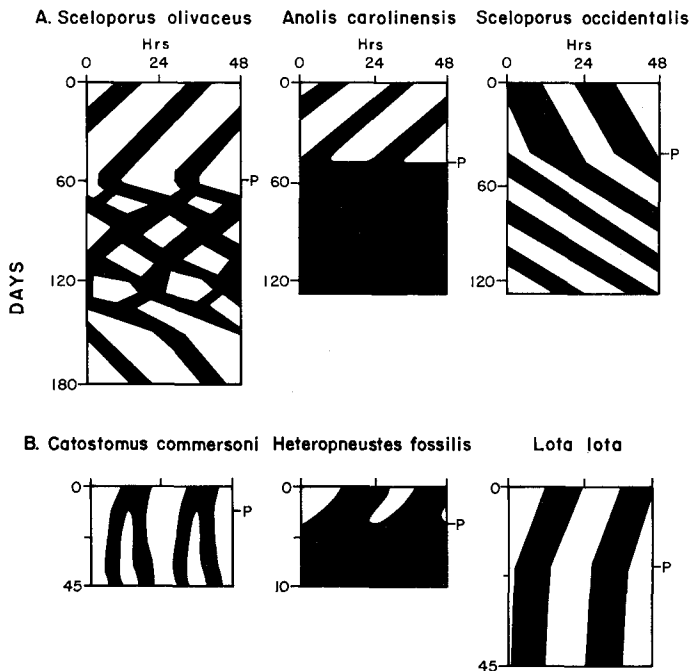 A. Sceloporus olivaceus Anolis carolinensis Sceloporus occidentalis
Hrs Hrs Hrs
0 24 48 0 24 48 0 24 48
0 0 0
P P
60 P 60 60
DAYS
120 120 120
180
B. Catostomus commersoni Heteropneustes fossilis Lota lota
0 0 0
P P
P
45 10
45